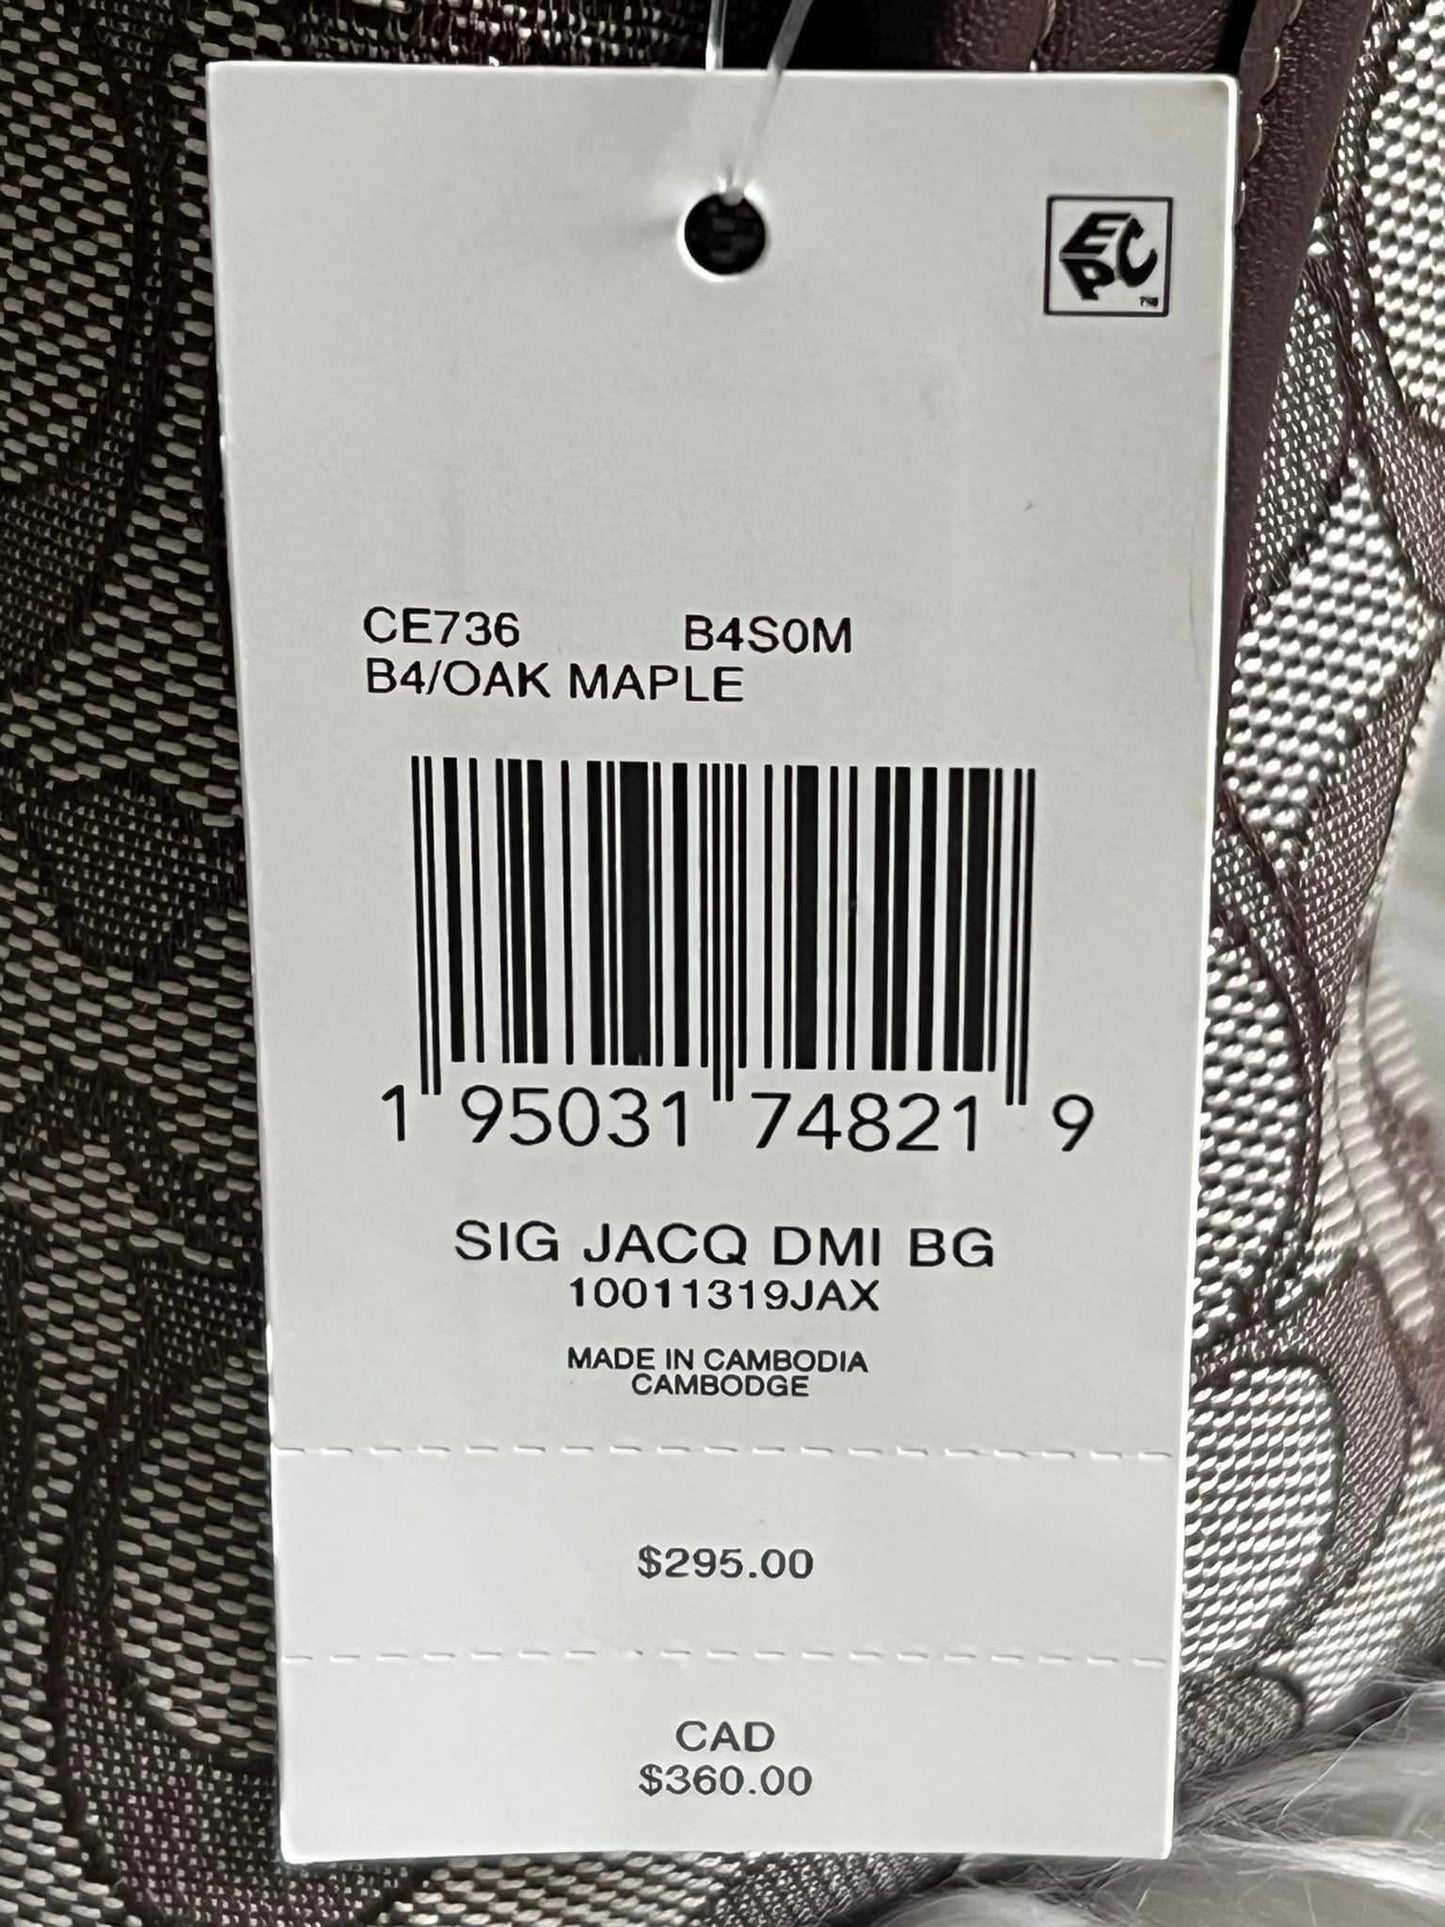 EPC
CE736 B4S0M
B4/OAK MAPLE
1 95031 74821 9
SIG JACQ DMI BG
10011319JAX
MADE IN CAMBODIA
CAMBODGE
$295.00
CAD
$360.00